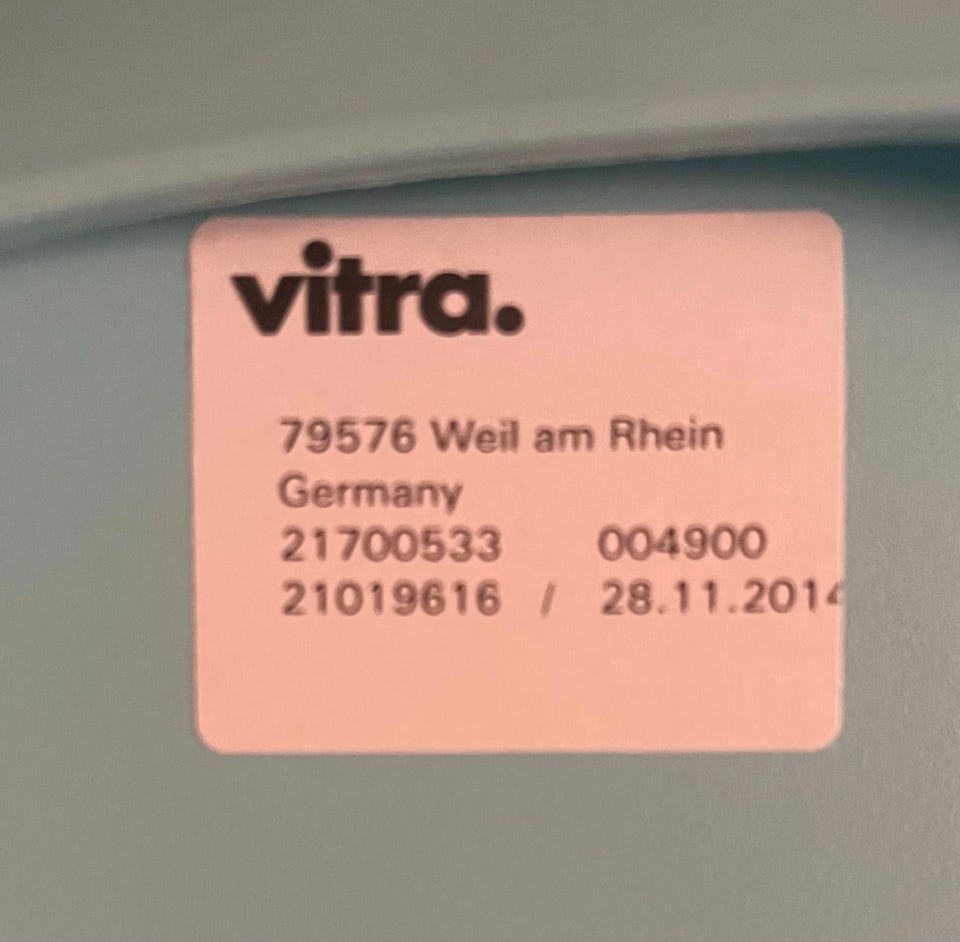 vitra.
79576 Weil am Rhein
Germany
21700533 004900
21019616 / 28.11.2014